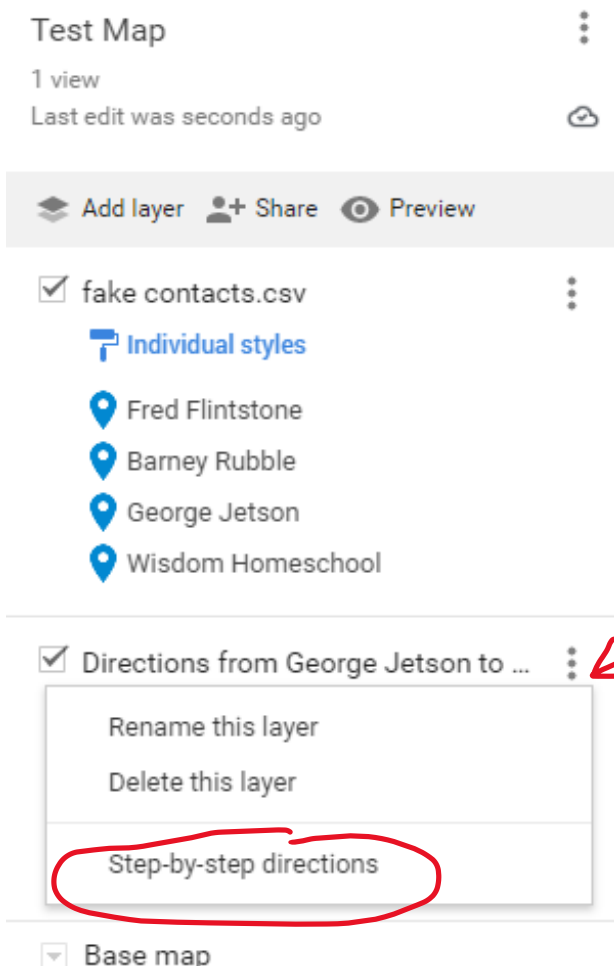 Test Map
1 view
Last edit was seconds ago
Add layer Share Preview
fake contacts.csv
Individual styles
Fred Flintstone
Barney Rubble
George Jetson
Wisdom Homeschool
Directions from George Jetson to ...
Rename this layer
Delete this layer
Step-by-step directions
Base map